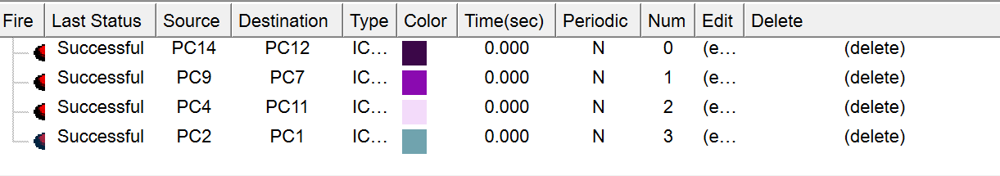 Fire Last Status Source Destination Type Color Time(sec) Periodic Num Edit Delete
Successful PC14 PC12 IC... 0.000 N 0 (e... (delete)
Successful PC9 PC7 IC... 0.000 N 1 (e... (delete)
Successful PC4 PC11 IC... 0.000 N 2 (e... (delete)
Successful PC2 PC1 IC... 0.000 N 3 (e... (delete)